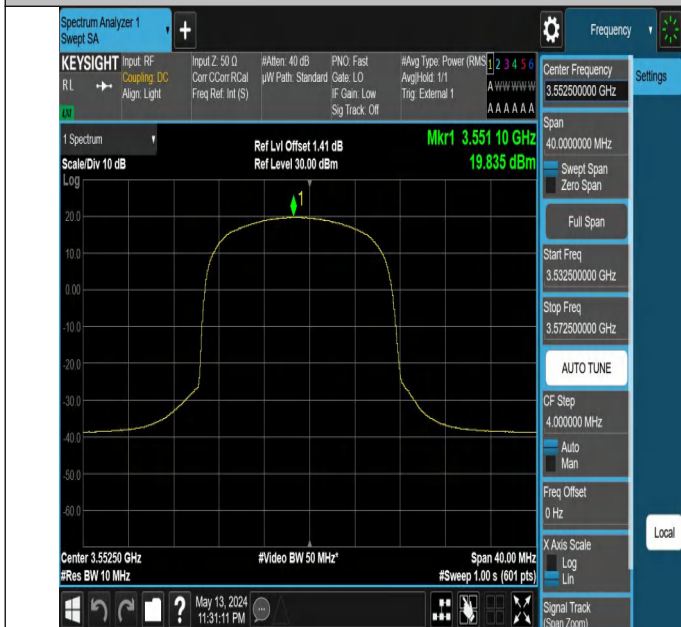 Spectrum Analyzer 1
Swept SA
+
Frequency
KEYSIGHT
RL
Input: RF
Coupling: DC
Align: Light
Input Z: 50 Ω
Corr CCorr RCal
Freq Ref: Int (S)
#Atten: 40 dB
µW Path: Standard
PNO: Fast
Gate: LO
IF Gain: Low
Sig Track: Off
#Avg Type: Power (RMS
Avg|Hold: 1/1
Trig: External 1
1 2 3 4 5 6
A W W W W W
A A A A A A
1 Spectrum
Scale/Div 10 dB
Log
Ref Lvl Offset 1.41 dB
Ref Level 30.00 dBm
Mkr1 3.551 10 GHz
19.835 dBm
1
20.0
10.0
0.00
-10.0
-20.0
-30.0
-40.0
-50.0
-60.0
Center 3.55250 GHz
#Res BW 10 MHz
#Video BW 50 MHz*
Span 40.00 MHz
#Sweep 1.00 s (601 pts)
?
May 13, 2024
11:31:11 PM
Center Frequency
3.552500000 GHz
Settings
Span
40.0000000 MHz
Swept Span
Zero Span
Full Span
Start Freq
3.532500000 GHz
Stop Freq
3.572500000 GHz
AUTO TUNE
CF Step
4.000000 MHz
Auto
Man
Freq Offset
0 Hz
X Axis Scale
Log
Lin
Local
Signal Track
(Span Zoom)